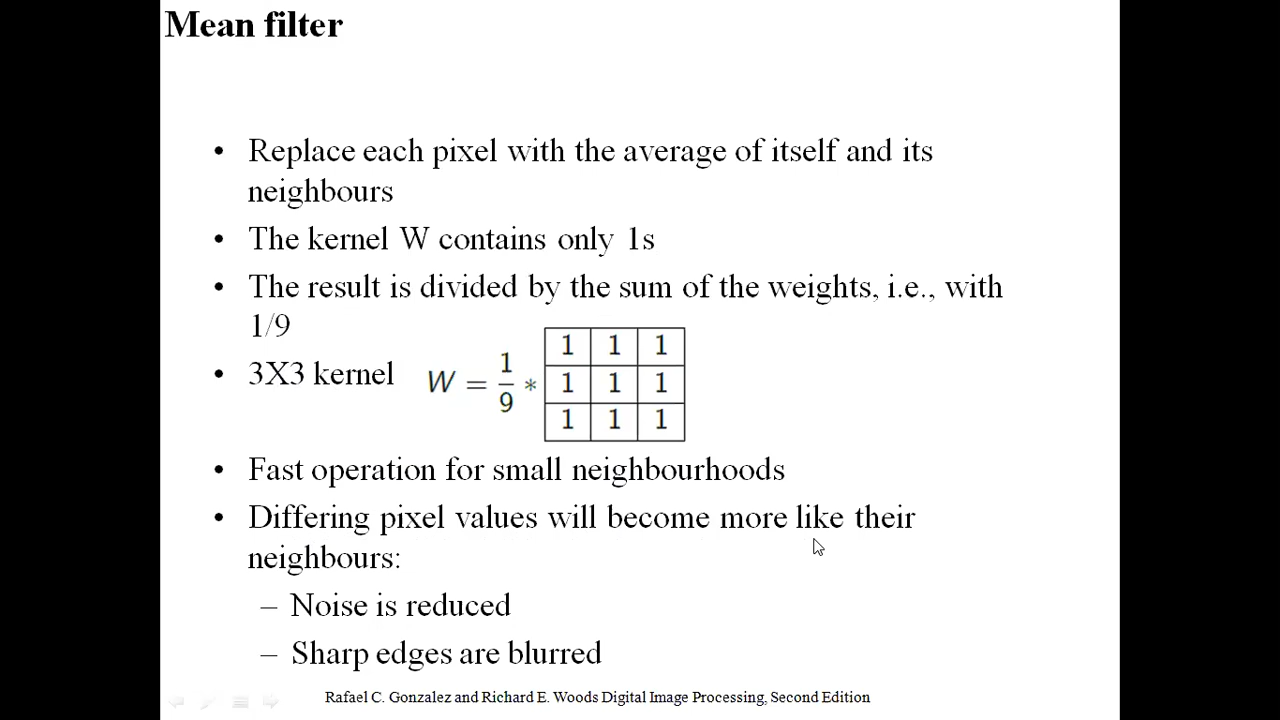 Mean filter
• Replace each pixel with the average of itself and its
neighbours
• The kernel W contains only 1s
• The result is divided by the sum of the weights, i.e., with
1/9
• 3X3 kernel W = 1/9 *
1 1 1
1 1 1
1 1 1
• Fast operation for small neighbourhoods
• Differing pixel values will become more like their
neighbours:
– Noise is reduced
– Sharp edges are blurred
Rafael C. Gonzalez and Richard E. Woods Digital Image Processing, Second Edition